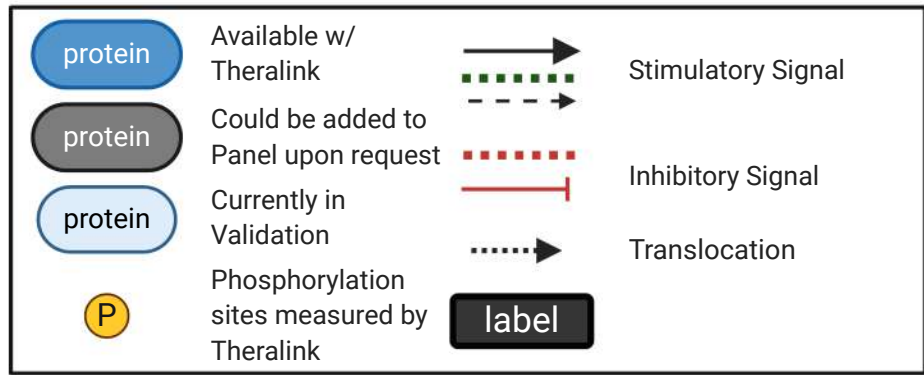 protein
Available w/
Theralink
protein
Could be added to
Panel upon request
protein
Currently in
Validation
P
Phosphorylation
sites measured by
Theralink
Stimulatory Signal
Inhibitory Signal
Translocation
label